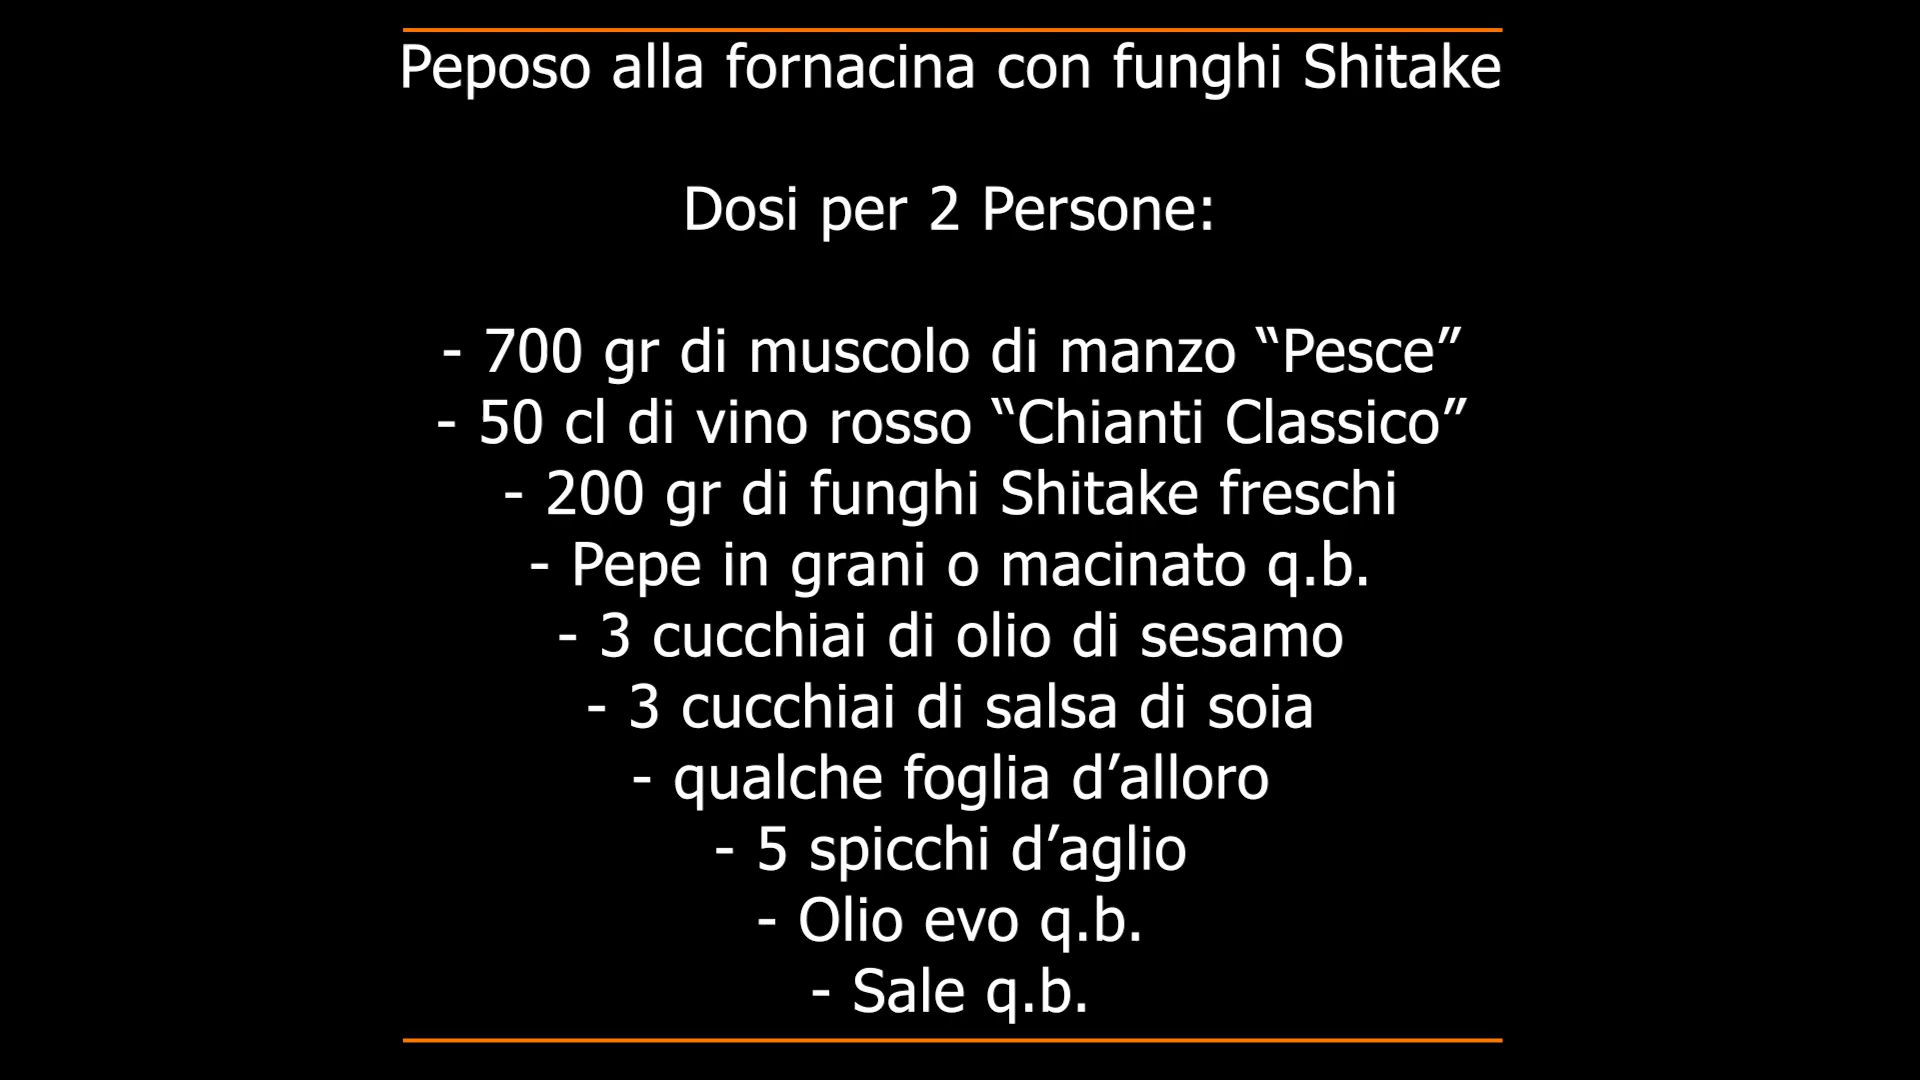 Peposo alla fornacina con funghi Shitake
Dosi per 2 Persone:
- 700 gr di muscolo di manzo “Pesce”
- 50 cl di vino rosso “Chianti Classico”
- 200 gr di funghi Shitake freschi
- Pepe in grani o macinato q.b.
- 3 cucchiai di olio di sesamo
- 3 cucchiai di salsa di soia
- qualche foglia d’alloro
- 5 spicchi d’aglio
- Olio evo q.b.
- Sale q.b.